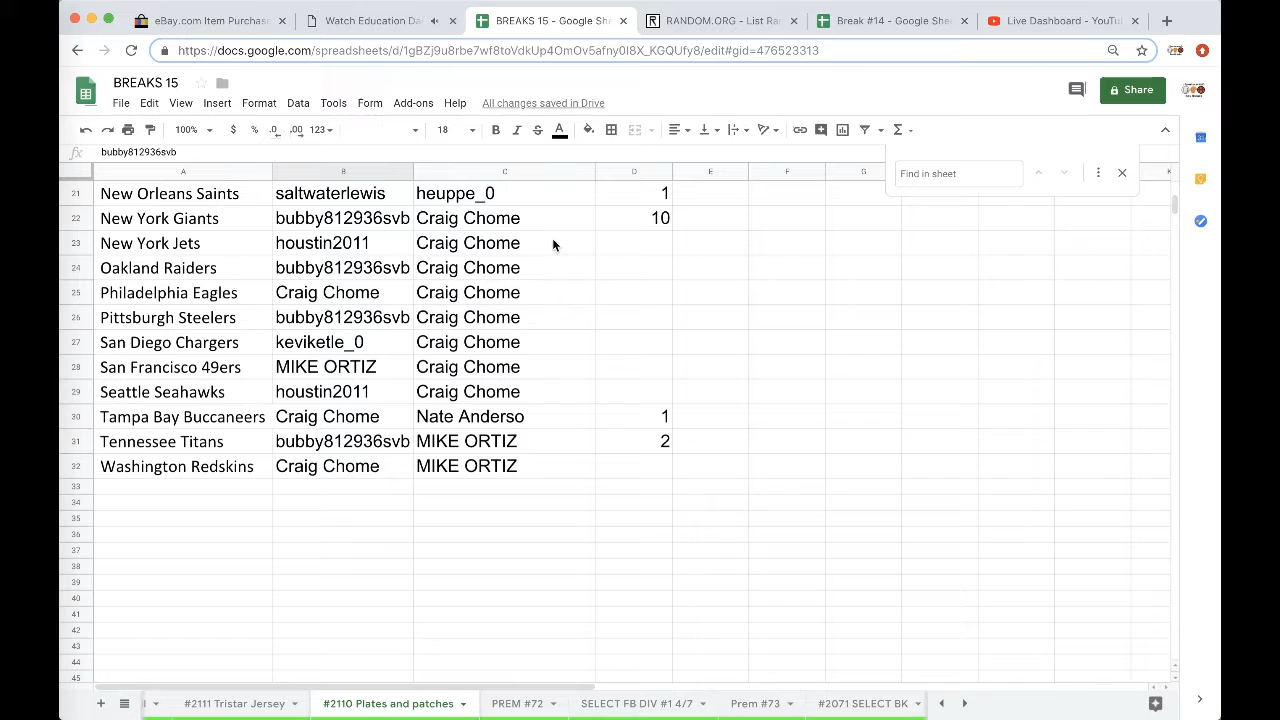 eBay.com Item Purchase
Watch Education Da
BREAKS 15 - Google She
RANDOM.ORG - List Ra
Break #14 - Google Shee
Live Dashboard - YouTu
https://docs.google.com/spreadsheets/d/1gBZj9u8rbe7wf8toVdkUp4OmOv5afny0I8X_KGQUfy8/edit#gid=476523313
BREAKS 15
File Edit View Insert Format Data Tools Form Add-ons Help All changes saved in Drive
Share
100% $ % .0 .00 123 18 B I S A Σ
fx bubby812936svb
Find in sheet
A B C D E F G K
21 New Orleans Saints saltwaterlewis heuppe_0 1
22 New York Giants bubby812936svb Craig Chome 10
23 New York Jets houstin2011 Craig Chome
24 Oakland Raiders bubby812936svb Craig Chome
25 Philadelphia Eagles Craig Chome Craig Chome
26 Pittsburgh Steelers bubby812936svb Craig Chome
27 San Diego Chargers keviketle_0 Craig Chome
28 San Francisco 49ers MIKE ORTIZ Craig Chome
29 Seattle Seahawks houstin2011 Craig Chome
30 Tampa Bay Buccaneers Craig Chome Nate Anderso 1
31 Tennessee Titans bubby812936svb MIKE ORTIZ 2
32 Washington Redskins Craig Chome MIKE ORTIZ
33
34
35
36
37
38
39
40
41
42
43
44
45
#2111 Tristar Jersey #2110 Plates and patches PREM #72 SELECT FB DIV #1 4/7 Prem #73 #2071 SELECT BK